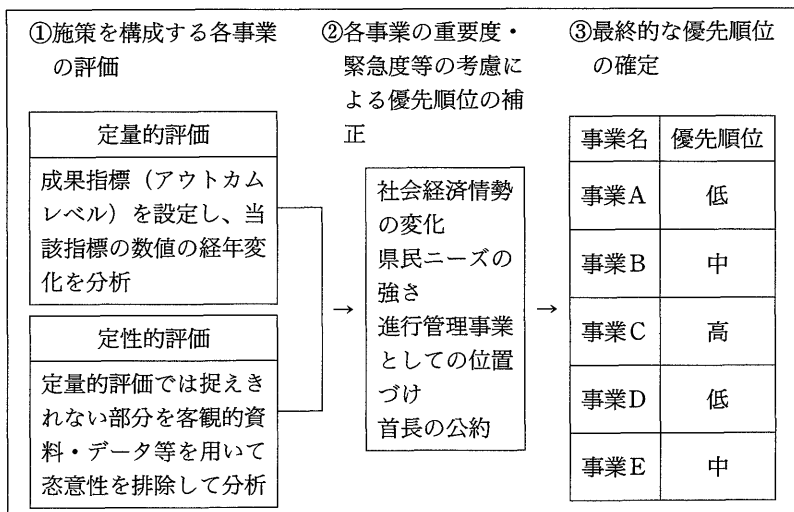 ①施策を構成する各事業
の評価
定量的評価
成果指標（アウトカム
レベル）を設定し、当
該指標の数値の経年変
化を分析
定性的評価
定量的評価では捉えき
れない部分を客観的資
料・データ等を用いて
恣意性を排除して分析
→
②各事業の重要度・
緊急度等の考慮によ
る優先順位の補
正
社会経済情勢
の変化
県民ニーズの
強さ
進行管理事業
としての位置
づけ
首長の公約
→
③最終的な優先順位
の確定
事業名 優先順位
事業A 低
事業B 中
事業C 高
事業D 低
事業E 中